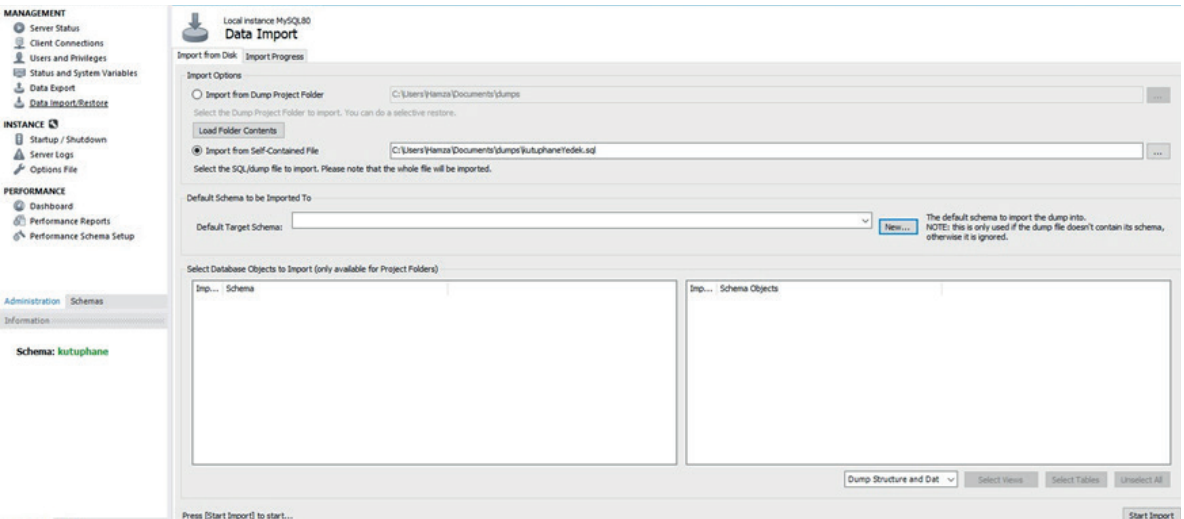 MANAGEMENT
Server Status
Client Connections
Users and Privileges
Status and System Variables
Data Export
Data Import/Restore
INSTANCE
Startup / Shutdown
Server Logs
Options File
PERFORMANCE
Dashboard
Performance Reports
Performance Schema Setup
Administration Schemas
Information
Schema: kutuphane
Local instance MySQL80
Data Import
Import from Disk Import Progress
Import Options
Import from Dump Project Folder C:\Users\Hamza\Documents\dumps ...
Select the Dump Project Folder to import. You can do a selective restore.
Load Folder Contents
Import from Self-Contained File C:\Users\Hamza\Documents\dumps\kutuphaneYedek.sql ...
Select the SQL/dump file to import. Please note that the whole file will be imported.
Default Schema to be Imported To
Default Target Schema: New...
The default schema to import the dump into.
NOTE: this is only used if the dump file doesn't contain its schema,
otherwise it is ignored.
Select Database Objects to Import (only available for Project Folders)
Imp... Schema
Imp... Schema Objects
Dump Structure and Dat Select Views Select Tables Unselect All
Press [Start Import] to start... Start Import